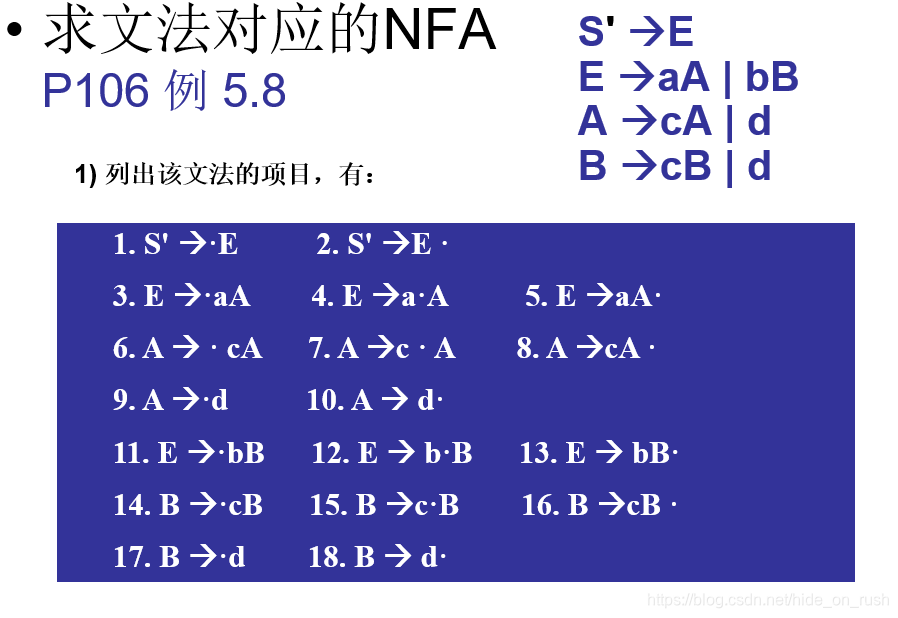 • 求文法对应的NFA
P106 例 5.8
S' →E
E →aA | bB
A →cA | d
B →cB | d
1) 列出该文法的项目，有：
1. S' →·E 2. S' →E ·
3. E →·aA 4. E →a·A 5. E →aA·
6. A → · cA 7. A →c · A 8. A →cA ·
9. A →·d 10. A → d·
11. E →·bB 12. E → b·B 13. E → bB·
14. B →·cB 15. B →c·B 16. B →cB ·
17. B →·d 18. B → d·
https://blog.csdn.net/hide_on_rush